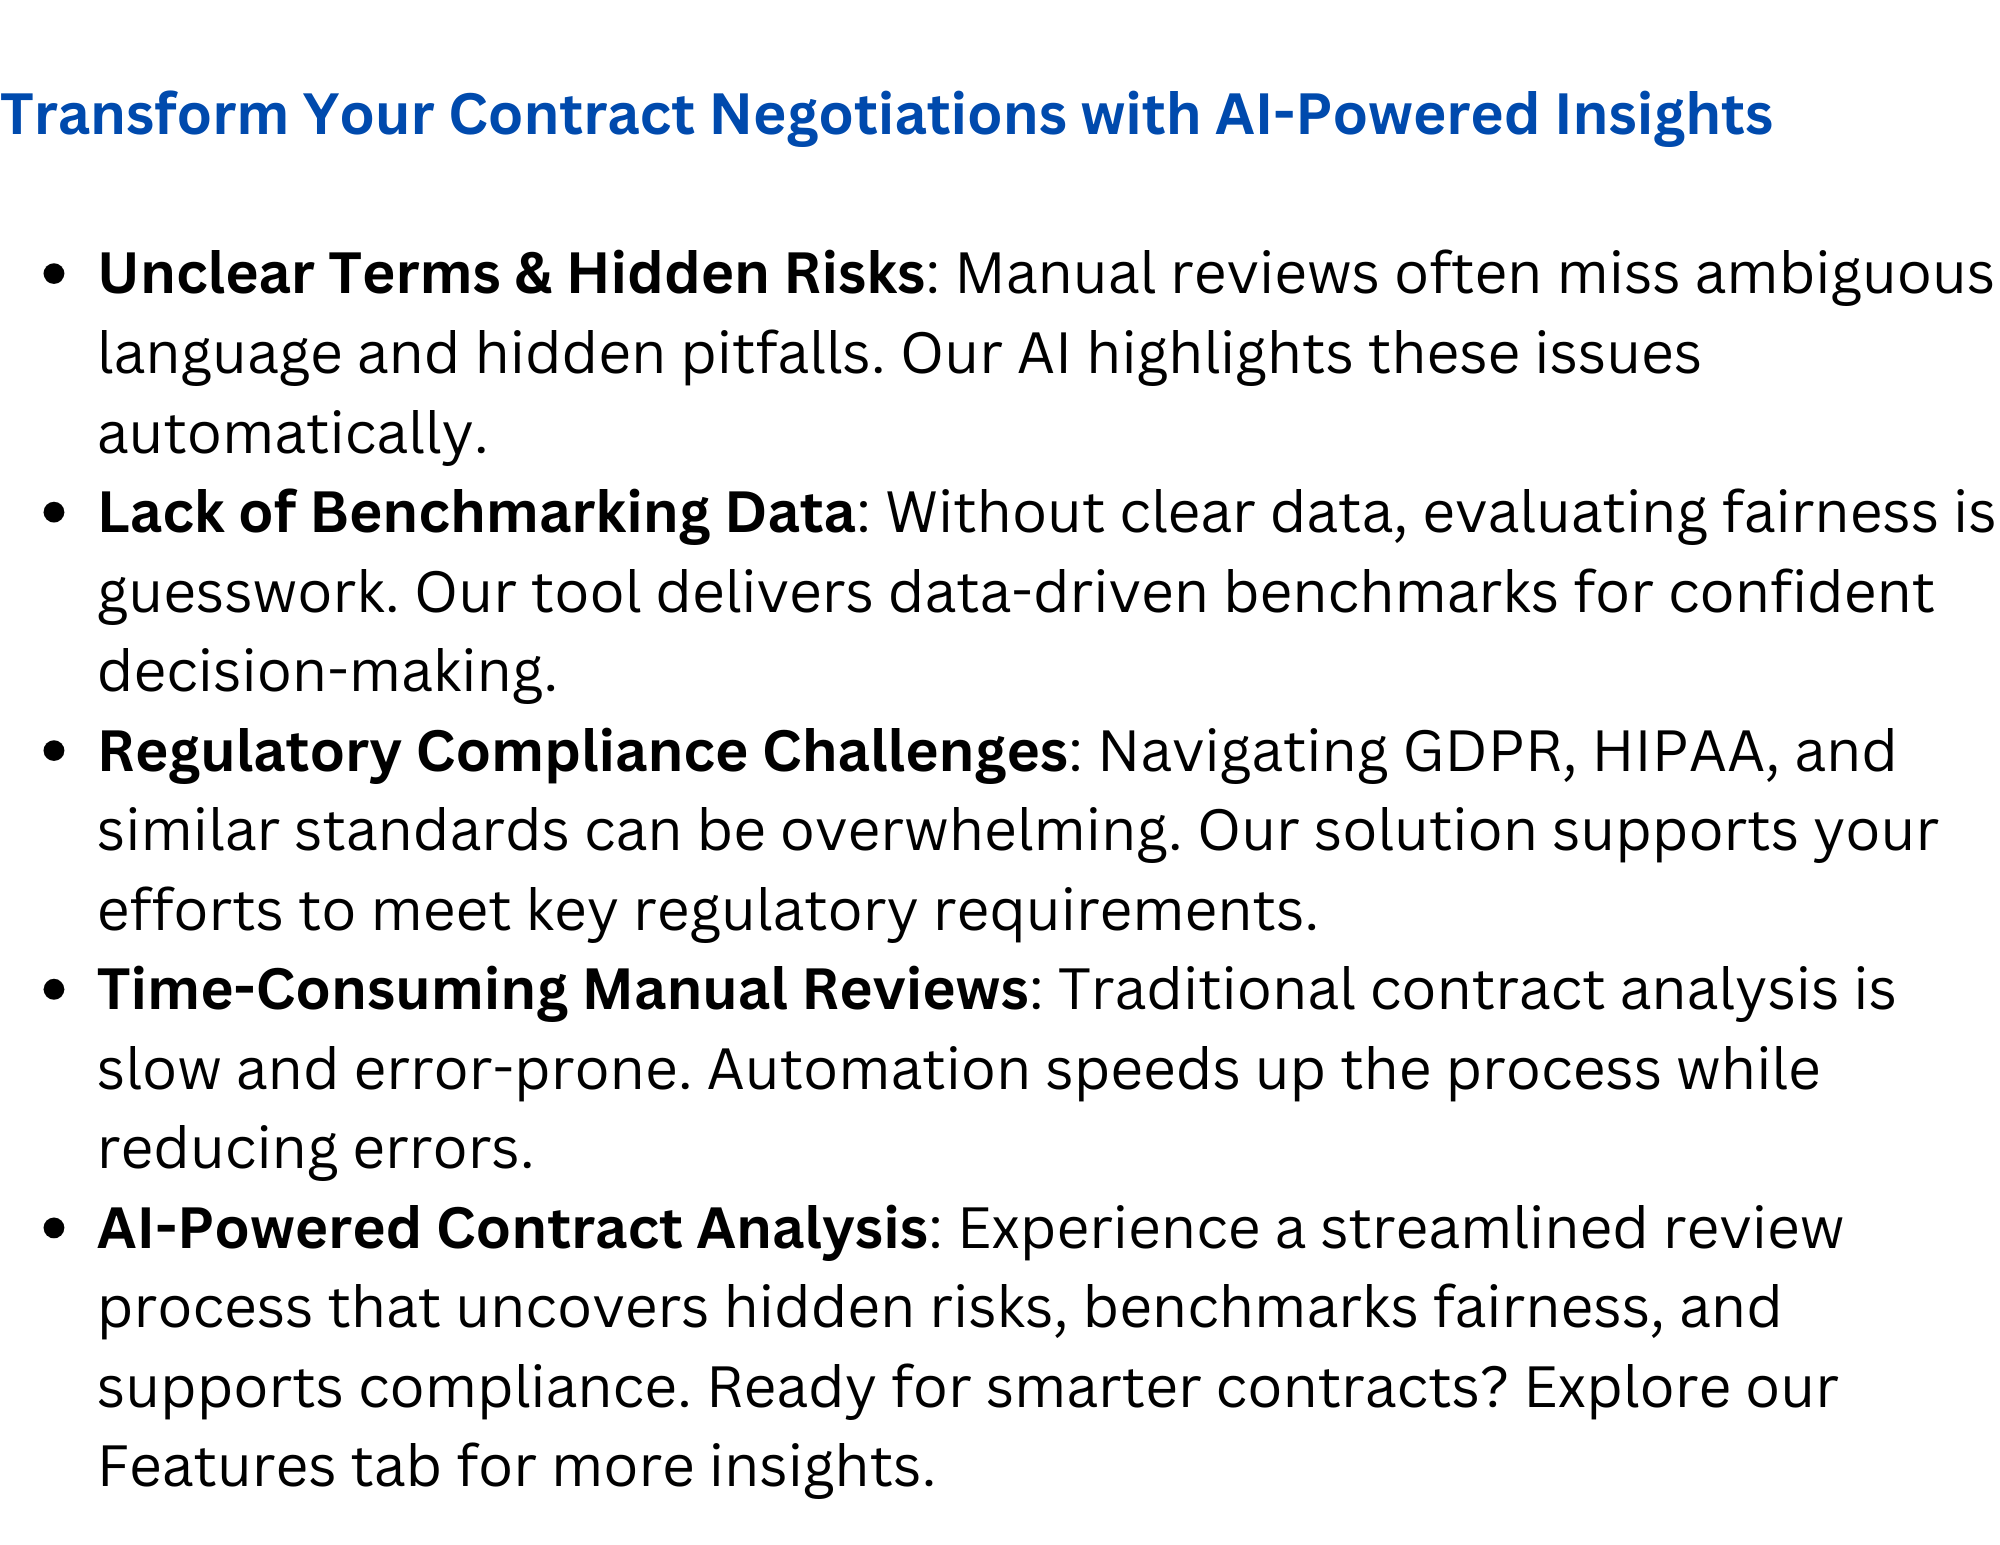 Transform Your Contract Negotiations with AI-Powered Insights
• Unclear Terms & Hidden Risks: Manual reviews often miss ambiguous
language and hidden pitfalls. Our AI highlights these issues
automatically.
• Lack of Benchmarking Data: Without clear data, evaluating fairness is
guesswork. Our tool delivers data-driven benchmarks for confident
decision-making.
• Regulatory Compliance Challenges: Navigating GDPR, HIPAA, and
similar standards can be overwhelming. Our solution supports your
efforts to meet key regulatory requirements.
• Time-Consuming Manual Reviews: Traditional contract analysis is
slow and error-prone. Automation speeds up the process while
reducing errors.
• AI-Powered Contract Analysis: Experience a streamlined review
process that uncovers hidden risks, benchmarks fairness, and
supports compliance. Ready for smarter contracts? Explore our
Features tab for more insights.